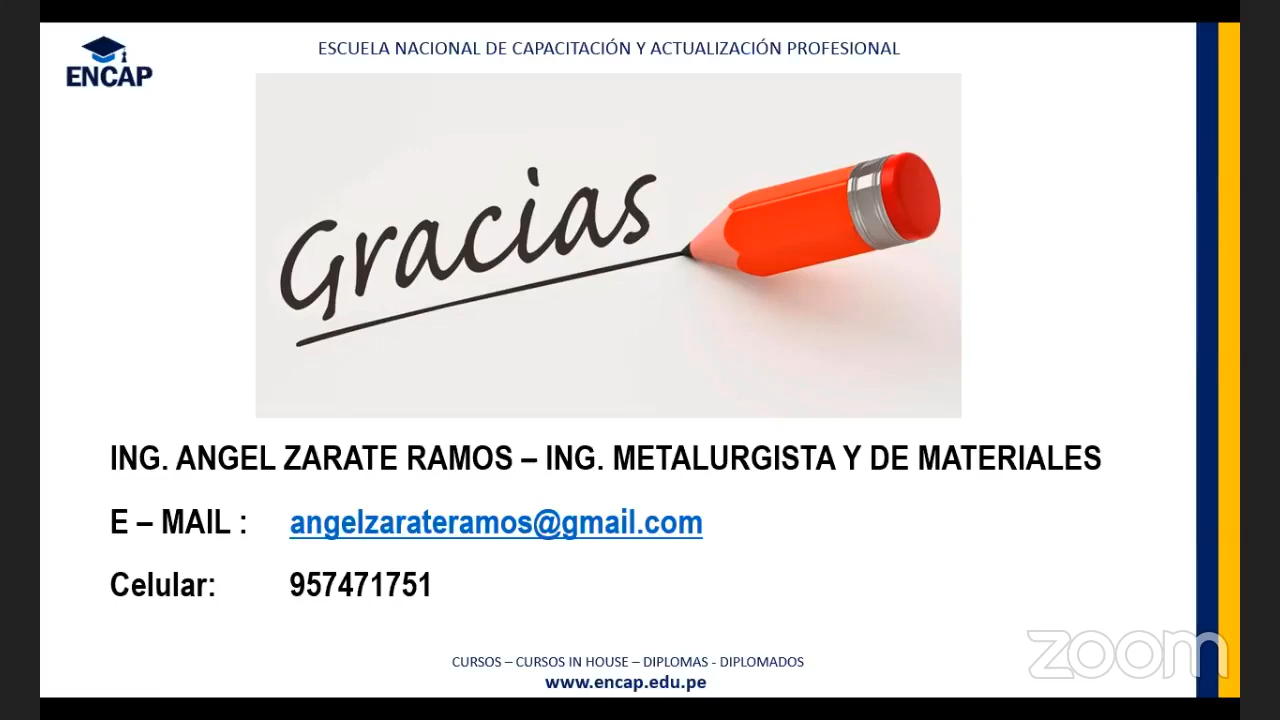 ENCAP
ESCUELA NACIONAL DE CAPACITACIÓN Y ACTUALIZACIÓN PROFESIONAL
Gracias
ING. ANGEL ZARATE RAMOS – ING. METALURGISTA Y DE MATERIALES
E – MAIL : angelzarateramos@gmail.com
Celular: 957471751
CURSOS – CURSOS IN HOUSE – DIPLOMAS - DIPLOMADOS
www.encap.edu.pe
zoom